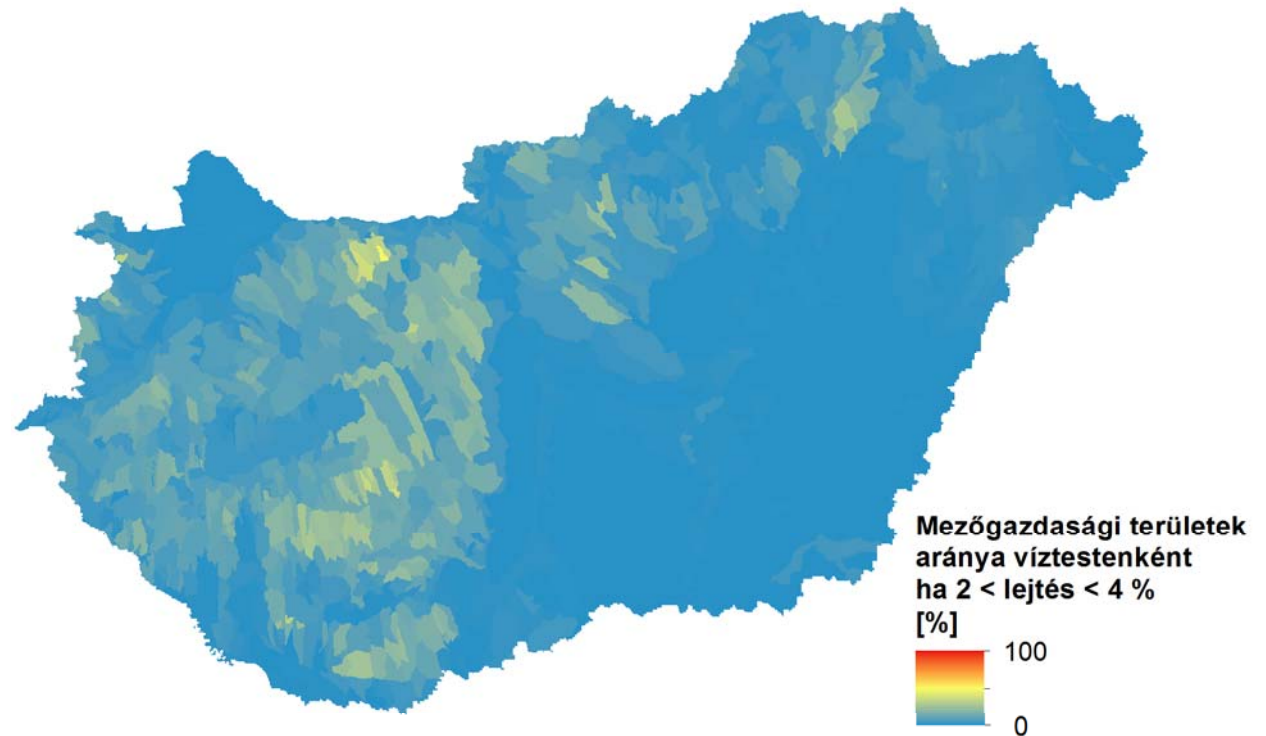 Mezőgazdasági területek
aránya víztestenként
ha 2 < lejtés < 4 %
[%]
100
0